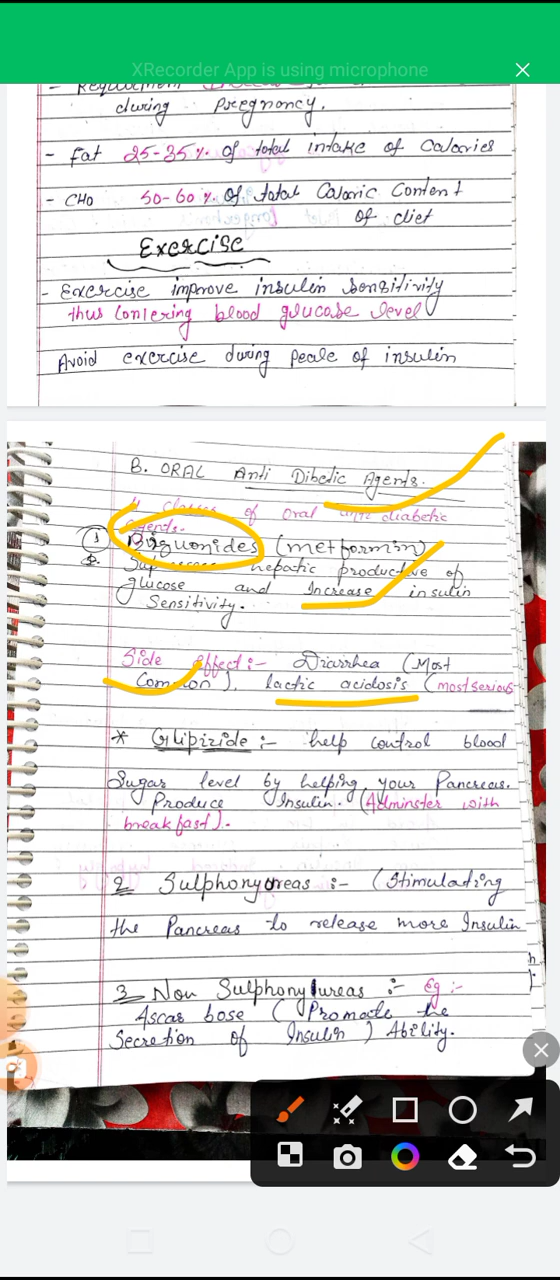 XRecorder App is using microphone
during Pregnancy.
- Fat 25-35% of total intake of Calories
- CHO 50-60% of total Caloric Content
of diet
Exercise
- Exercise improve insulin Sensitivity
thus lowering blood glucose level
Avoid exercise during peak of insulin
B. ORAL Anti Dibetic Agents.
4 Classes of Oral anti diabetic
agents.
1 Biguonides (metformin)
hepatic productive of
glucose and Increase insulin
Sensitivity.
Side effect :- Diarrhea (Most
Common), lactic acidosis (most serious
* Glipizide :- help control blood
Sugar level by helping your Pancreas.
Produce Insulin. (Adminster with
breakfast).
2 Sulphonyureas :- (Stimulating
the Pancreas to release more Insulin
3 Non Sulphonylureas :- Eg :-
Ascar bose (Promote the
Secretion of Insulin) Ability.